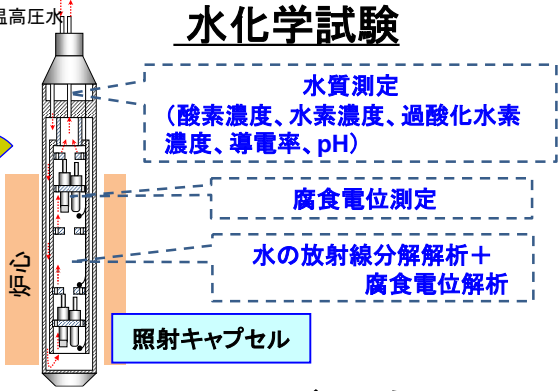 温高圧水
水化学試験
水質測定
（酸素濃度、水素濃度、過酸化水素
濃度、導電率、pH）
腐食電位測定
水の放射線分解解析＋
腐食電位解析
炉心
照射キャプセル